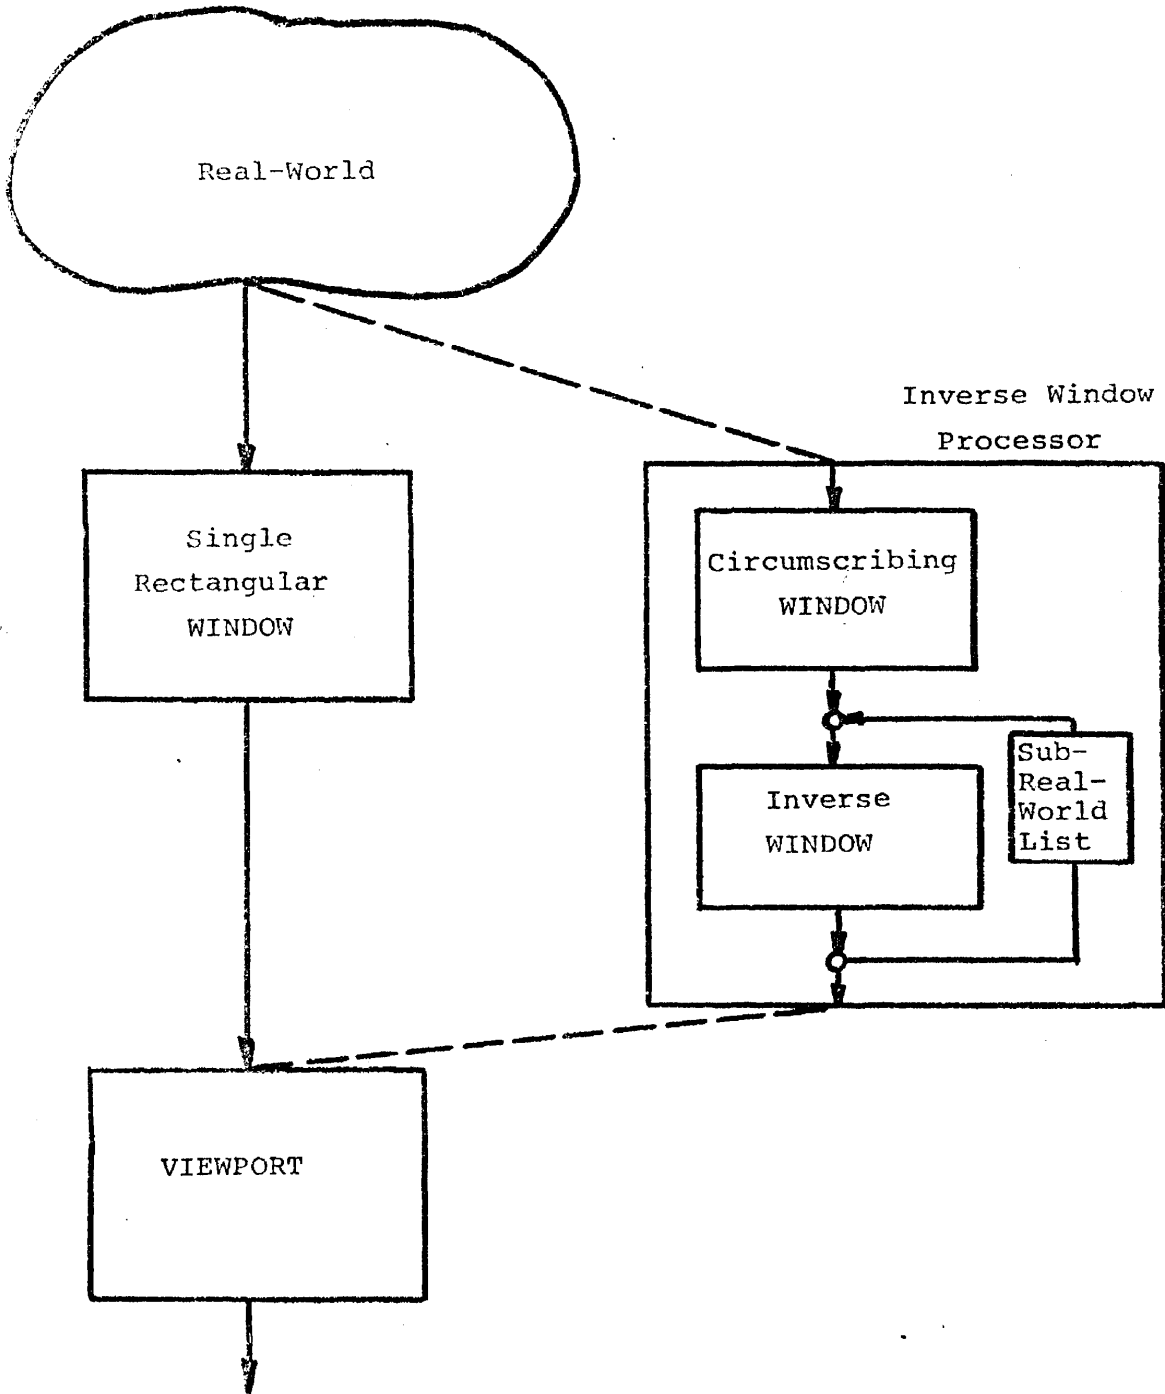 Real-World
Inverse Window
Processor
Single
Rectangular
WINDOW
Circumscribing
WINDOW
Sub-
Real-
World
List
Inverse
WINDOW
VIEWPORT